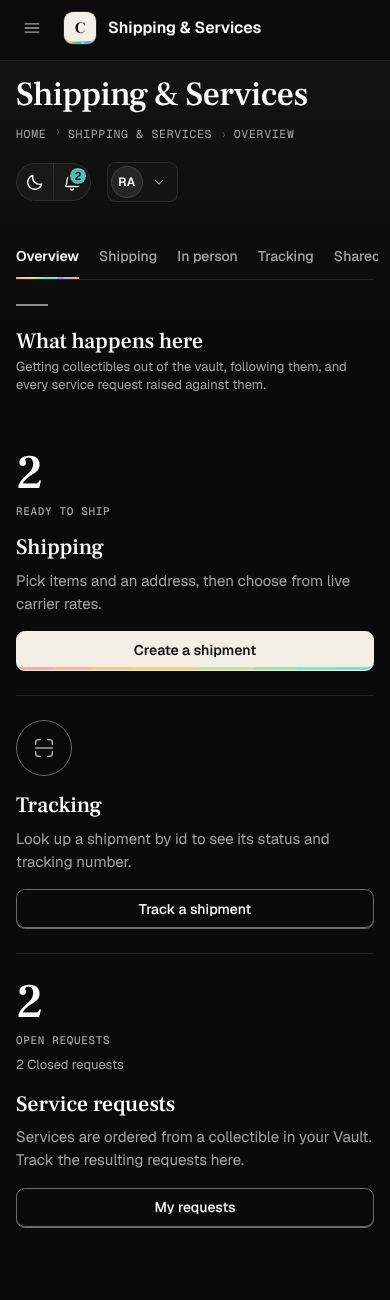 C Shipping & Services
Shipping & Services
HOME › SHIPPING & SERVICES › OVERVIEW
2
RA
Overview Shipping In person Tracking Shared
What happens here
Getting collectibles out of the vault, following them, and
every service request raised against them.
2
READY TO SHIP
Shipping
Pick items and an address, then choose from live
carrier rates.
Create a shipment
Tracking
Look up a shipment by id to see its status and
tracking number.
Track a shipment
2
OPEN REQUESTS
2 Closed requests
Service requests
Services are ordered from a collectible in your Vault.
Track the resulting requests here.
My requests